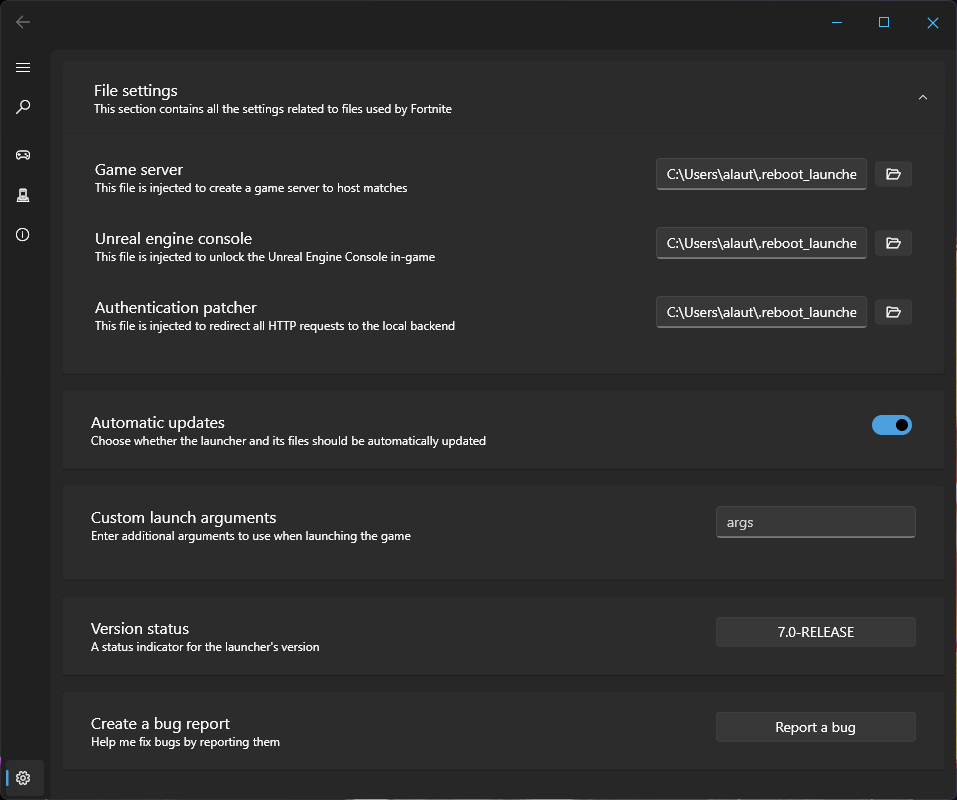 File settings
This section contains all the settings related to files used by Fortnite
Game server
This file is injected to create a game server to host matches
C:\Users\alaut\.reboot_launche
Unreal engine console
This file is injected to unlock the Unreal Engine Console in-game
C:\Users\alaut\.reboot_launche
Authentication patcher
This file is injected to redirect all HTTP requests to the local backend
C:\Users\alaut\.reboot_launche
Automatic updates
Choose whether the launcher and its files should be automatically updated
Custom launch arguments
Enter additional arguments to use when launching the game
args
Version status
A status indicator for the launcher's version
7.0-RELEASE
Create a bug report
Help me fix bugs by reporting them
Report a bug